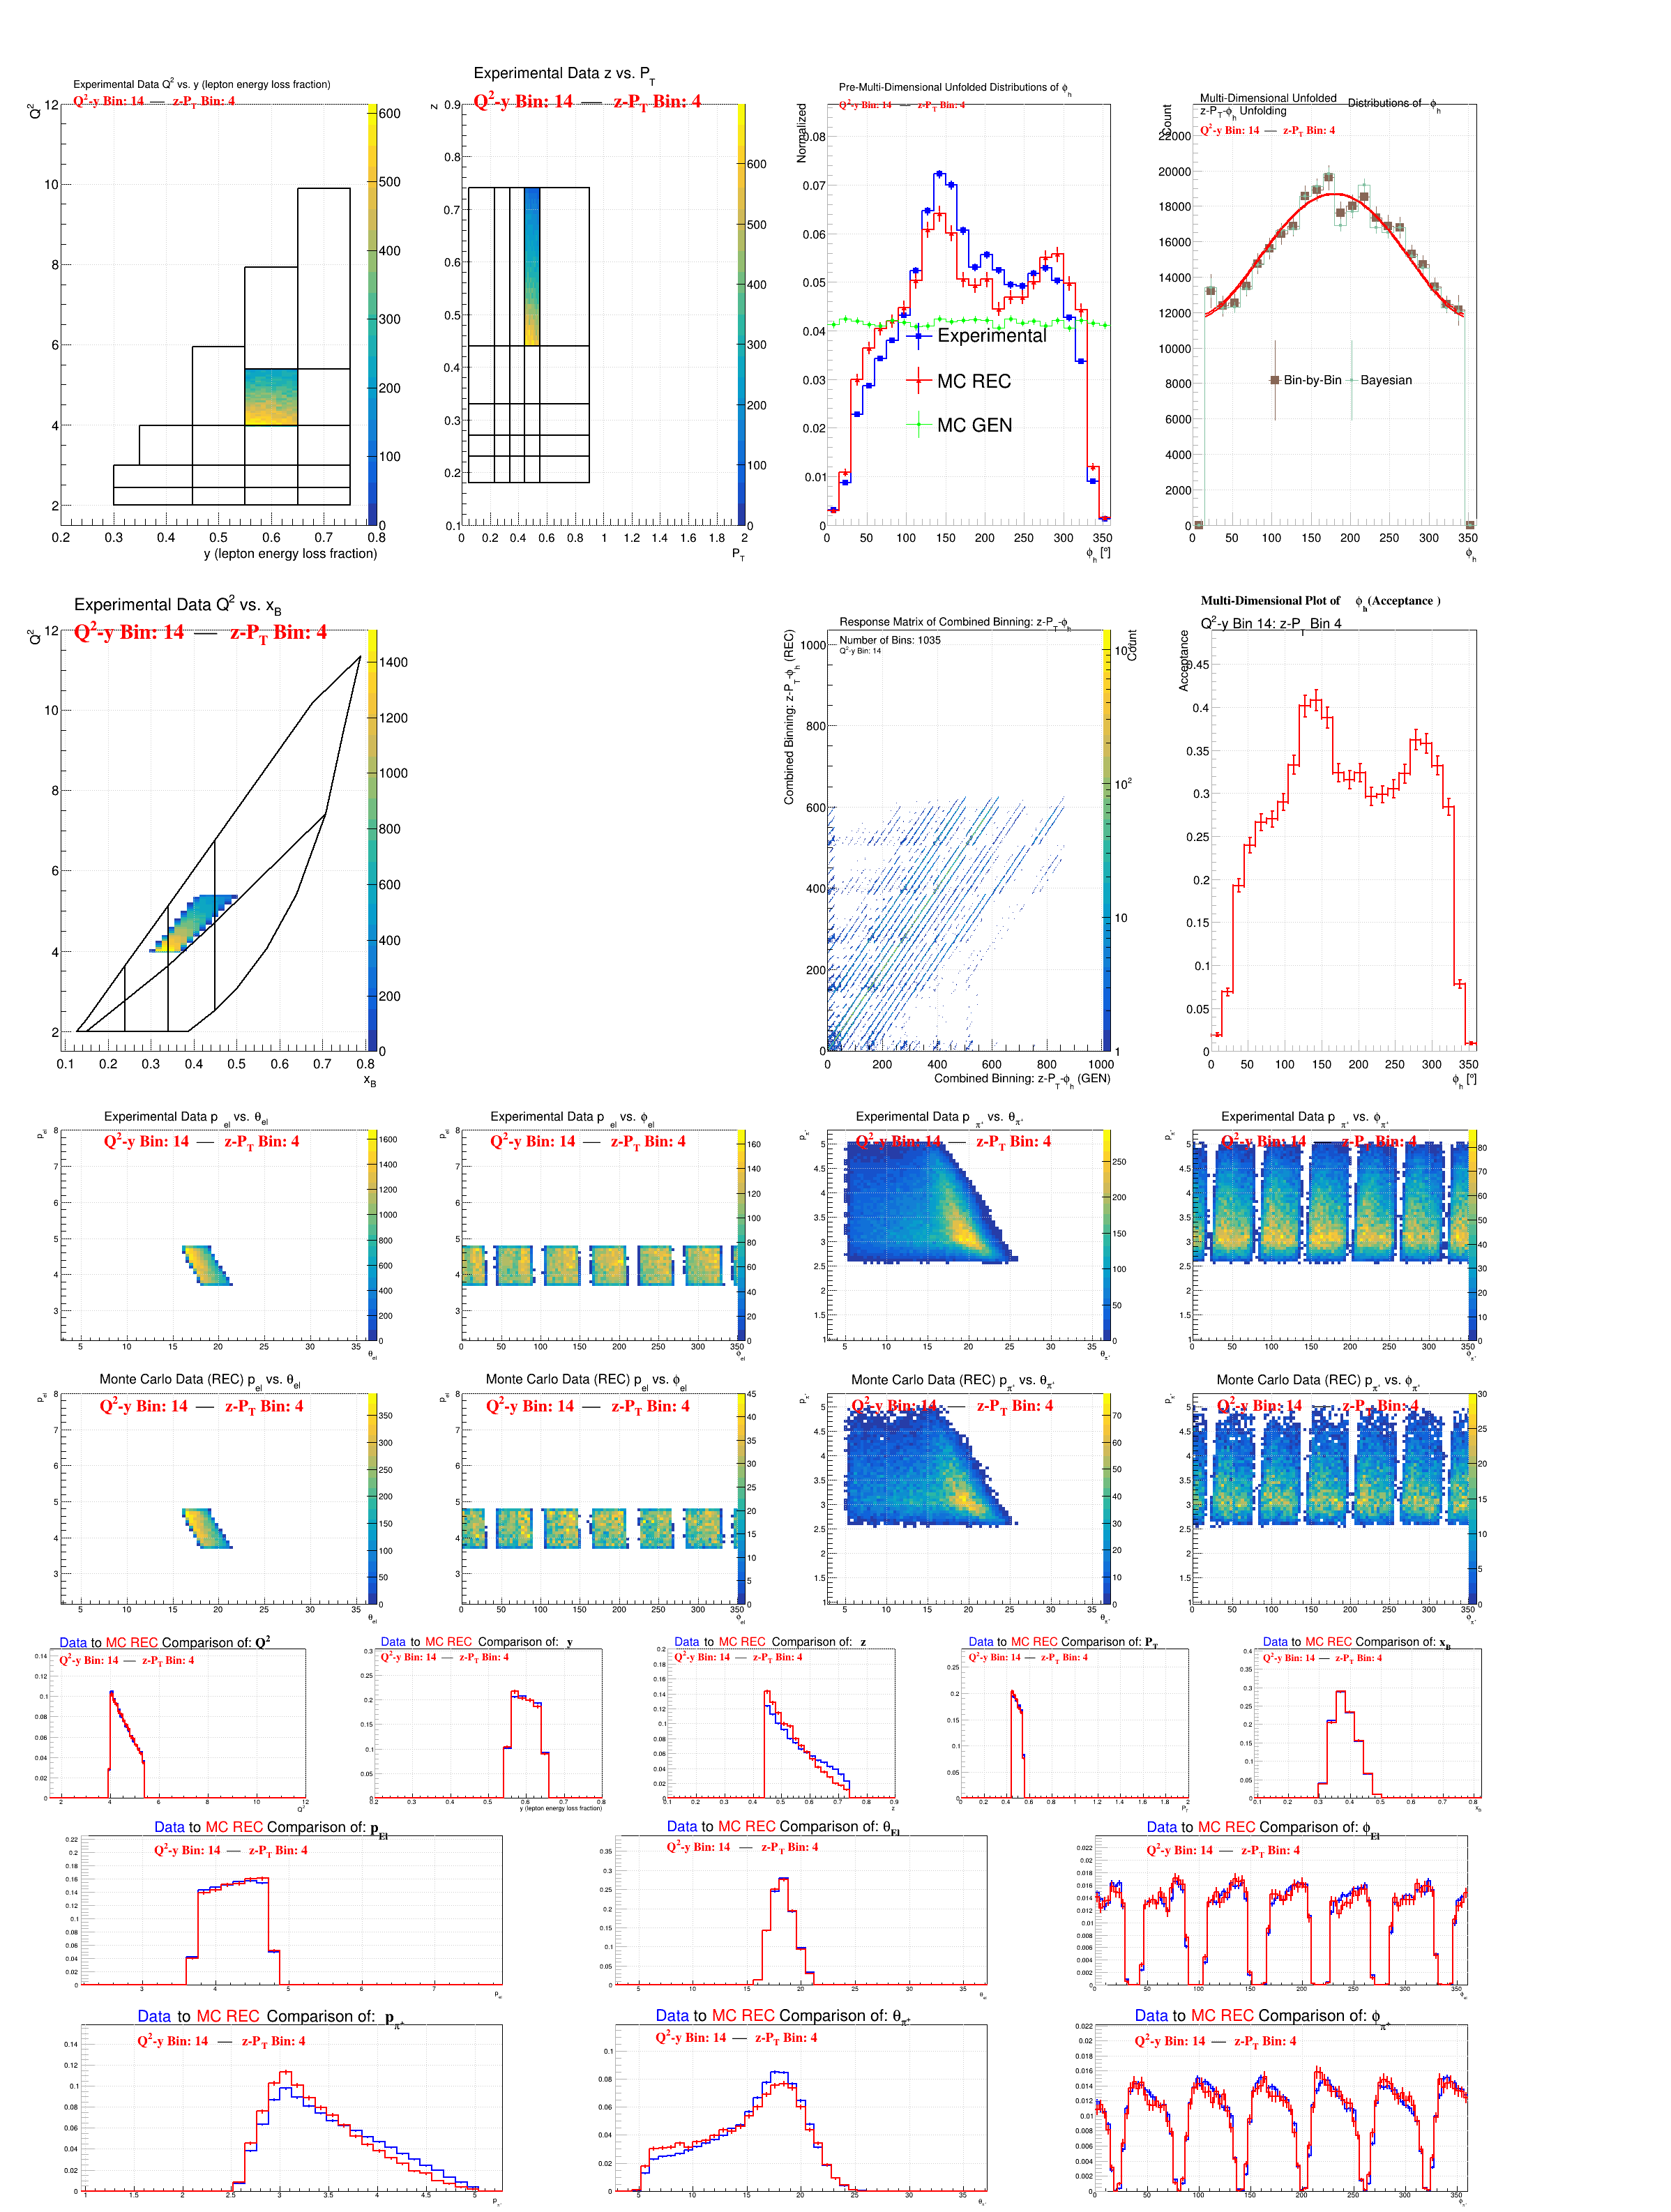 Experimental Data Q² vs. y (lepton energy loss fraction)
Q²-y Bin: 14 — z-P_T Bin: 4
y (lepton energy loss fraction)
Experimental Data z vs. P_T
Q²-y Bin: 14 — z-P_T Bin: 4
Pre-Multi-Dimensional Unfolded Distributions of φ_h
Q²-y Bin: 14 — z-P_T Bin: 4
Normalized
Experimental
MC REC
MC GEN
φ_h [°]
Multi-Dimensional Unfolded Distributions of φ_h
z-P_T-φ_h Unfolding
Q²-y Bin: 14 — z-P_T Bin: 4
Count
Bin-by-Bin
Bayesian
φ_h
Experimental Data Q² vs. x_B
Q²-y Bin: 14 — z-P_T Bin: 4
x_B
Response Matrix of Combined Binning: z-P_T-φ_h
Number of Bins: 1035
Q²-y Bin: 14
Count
Combined Binning: z-P_T-φ_h (REC)
Combined Binning: z-P_T-φ_h (GEN)
Multi-Dimensional Plot of φ_h (Acceptance )
Q²-y Bin 14: z-P_T Bin 4
Acceptance
φ_h [°]
Experimental Data p_el vs. θ_el
Q²-y Bin: 14 — z-P_T Bin: 4
Experimental Data p_el vs. φ_el
Q²-y Bin: 14 — z-P_T Bin: 4
Experimental Data p_π⁺ vs. θ_π⁺
Q²-y Bin: 14 — z-P_T Bin: 4
Experimental Data p_π⁺ vs. φ_π⁺
Q²-y Bin: 14 — z-P_T Bin: 4
Monte Carlo Data (REC) p_el vs. θ_el
Q²-y Bin: 14 — z-P_T Bin: 4
Monte Carlo Data (REC) p_el vs. φ_el
Q²-y Bin: 14 — z-P_T Bin: 4
Monte Carlo Data (REC) p_π⁺ vs. θ_π⁺
Q²-y Bin: 14 — z-P_T Bin: 4
Monte Carlo Data (REC) p_π⁺ vs. φ_π⁺
Q²-y Bin: 14 — z-P_T Bin: 4
Data to MC REC Comparison of: Q²
Q²-y Bin: 14 — z-P_T Bin: 4
Data to MC REC Comparison of: y
Q²-y Bin: 14 — z-P_T Bin: 4
y (lepton energy loss fraction)
Data to MC REC Comparison of: z
Q²-y Bin: 14 — z-P_T Bin: 4
Data to MC REC Comparison of: P_T
Q²-y Bin: 14 — z-P_T Bin: 4
Data to MC REC Comparison of: x_B
Q²-y Bin: 14 — z-P_T Bin: 4
Data to MC REC Comparison of: p_El
Q²-y Bin: 14 — z-P_T Bin: 4
Data to MC REC Comparison of: θ_El
Q²-y Bin: 14 — z-P_T Bin: 4
Data to MC REC Comparison of: φ_El
Q²-y Bin: 14 — z-P_T Bin: 4
Data to MC REC Comparison of: p_π⁺
Q²-y Bin: 14 — z-P_T Bin: 4
Data to MC REC Comparison of: θ_π⁺
Q²-y Bin: 14 — z-P_T Bin: 4
Data to MC REC Comparison of: φ_π⁺
Q²-y Bin: 14 — z-P_T Bin: 4